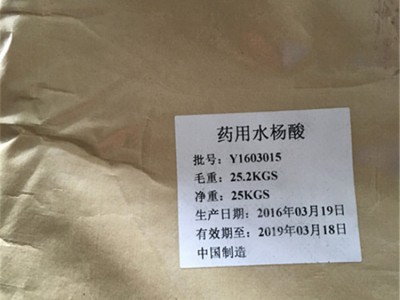 药用水杨酸
批号：Y1603015
毛重：25.2KGS
净重：25KGS
生产日期：2016年03月19日
有效期至：2019年03月18日
中国制造